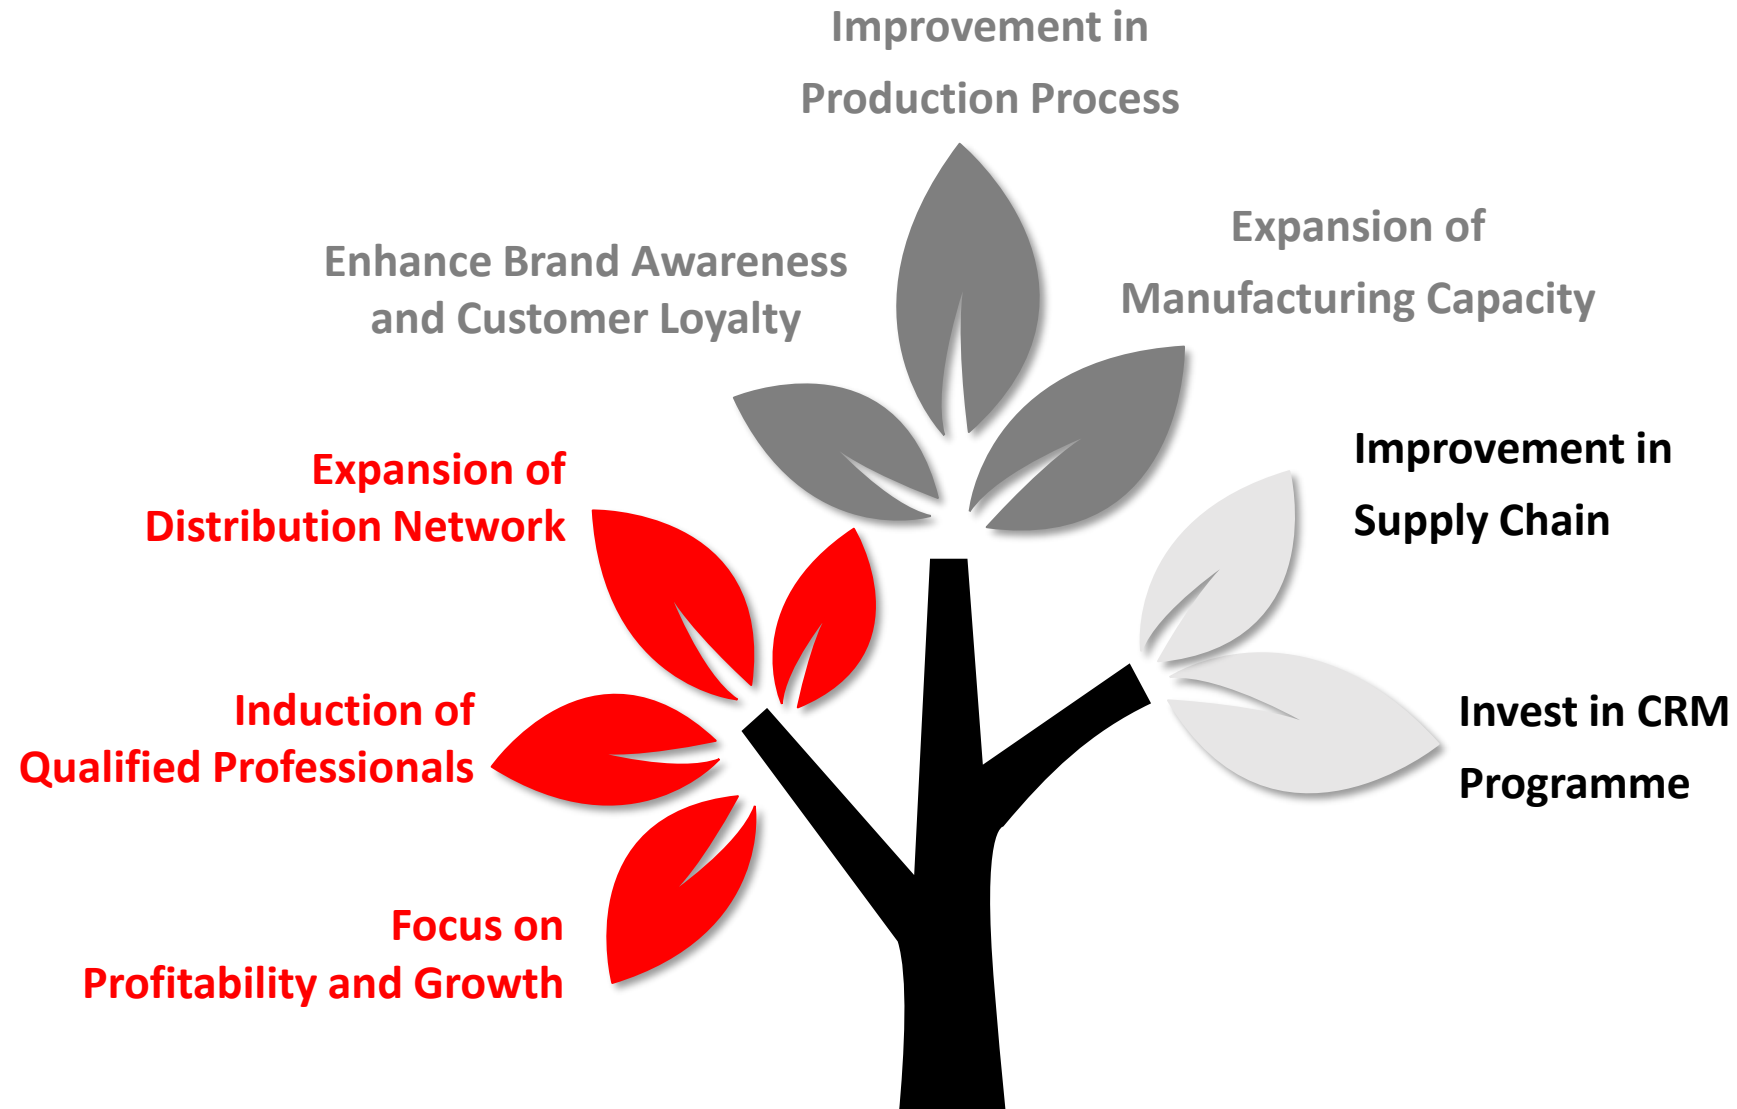 Improvement in
Production Process
Expansion of
Manufacturing Capacity
Enhance Brand Awareness
and Customer Loyalty
Improvement in
Supply Chain
Expansion of
Distribution Network
Invest in CRM
Programme
Induction of
Qualified Professionals
Focus on
Profitability and Growth